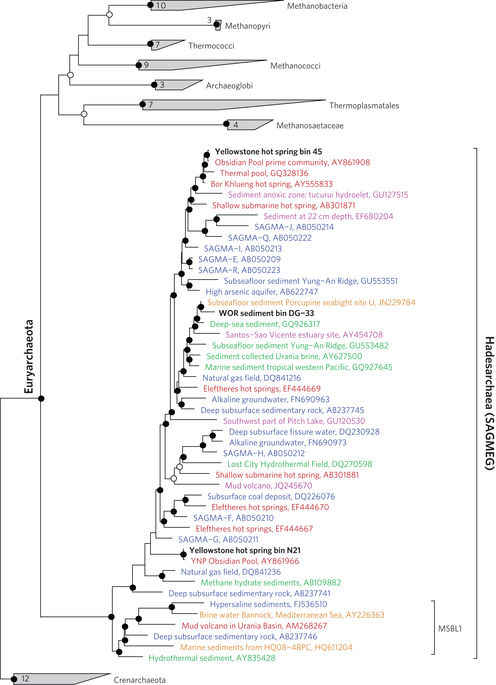 10 Methanobacteria
3 Methanopyri
7 Thermococci
9 Methanococci
3 Archaeoglobi
7 Thermoplasmatales
4 Methanosaetaceae
Yellowstone hot spring bin 45
Obsidian Pool prime community, AY861908
Thermal pool, GQ328136
Bor Khlueng hot spring, AY555833
Sediment anoxic zone; tucurui hydroelet, GU127515
Shallow submarine hot spring, AB301871
Sediment at 22 cm depth, EF680204
SAGMA-J, AB050214
SAGMA-Q, AB050222
SAGMA-I, AB050213
SAGMA-E, AB050209
SAGMA-R, AB050223
Subseafloor sediment Yung-An Ridge, GU553551
High arsenic aquifer, AB622747
Subseafloor sediment Porcupine seabight site U, JN229784
WOR sediment bin DG-33
Deep-sea sediment, GQ926317
Santos-Sao Vicente estuary site, AY454708
Subseafloor sediment Yung-An Ridge, GU553482
Sediment collected Urania brine, AY627500
Marine sediment tropical western Pacific, GQ927645
Natural gas field, DQ841216
Eleftheres hot springs, EF444669
Alkaline groundwater, FN690963
Deep subsurface sedimentary rock, AB237745
Southwest part of Pitch Lake, GU120530
Deep subsurface fissure water, DQ230928
Alkaline groundwater, FN690973
SAGMA-H, AB050212
Lost City Hydrothermal Field, DQ270598
Shallow submarine hot spring, AB301881
Mud volcano, JQ245670
Subsurface coal deposit, DQ226076
Eleftheres hot springs, EF444670
SAGMA-F, AB050210
Eleftheres hot springs, EF444667
SAGMA-G, AB050211
Yellowstone hot spring bin N21
YNP Obsidian Pool, AY861966
Natural gas field, DQ841236
Methane hydrate sediments, AB109882
Deep subsurface sedimentary rock, AB237741
Hypersaline sediments, FJ536510
Brine water Bannock, Mediterranean Sea, AY226363
Mud volcano in Urania Basin, AM268267
Deep subsurface sedimentary rock, AB237746
Marine sediments from HQ08-48PC, HQ611204
Hydrothermal sediment, AY835428
12 Crenarchaeota
Euryarchaeota
Hadesarchaea (SAGMEG)
MSBL1